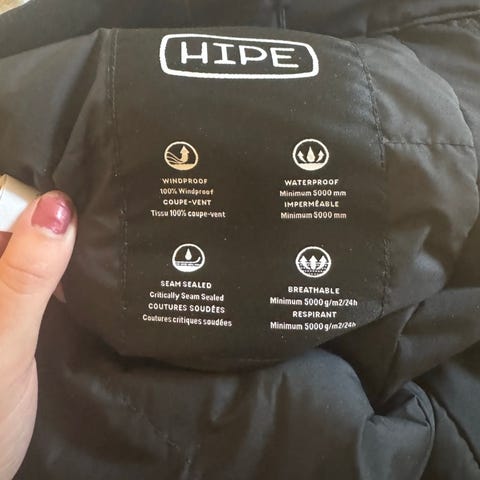 HIPE
WINDPROOF
100% Windproof
COUPE-VENT
Tissu 100% coupe-vent
WATERPROOF
Minimum 5000 mm
IMPERMÉABLE
Minimum 5000 mm
SEAM SEALED
Critically Seam Sealed
COUTURES SOUDÉES
Coutures critiques soudées
BREATHABLE
Minimum 5000 g/m2/24h
RESPIRANT
Minimum 5000 g/m2/24h